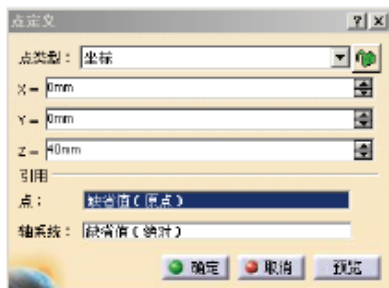 点定义
点类型： 坐标
X = 0mm
Y = 0mm
Z = 40mm
引用
点： 缺省值（原点）
轴系统： 缺省值（绝对）
确定 取消 预览